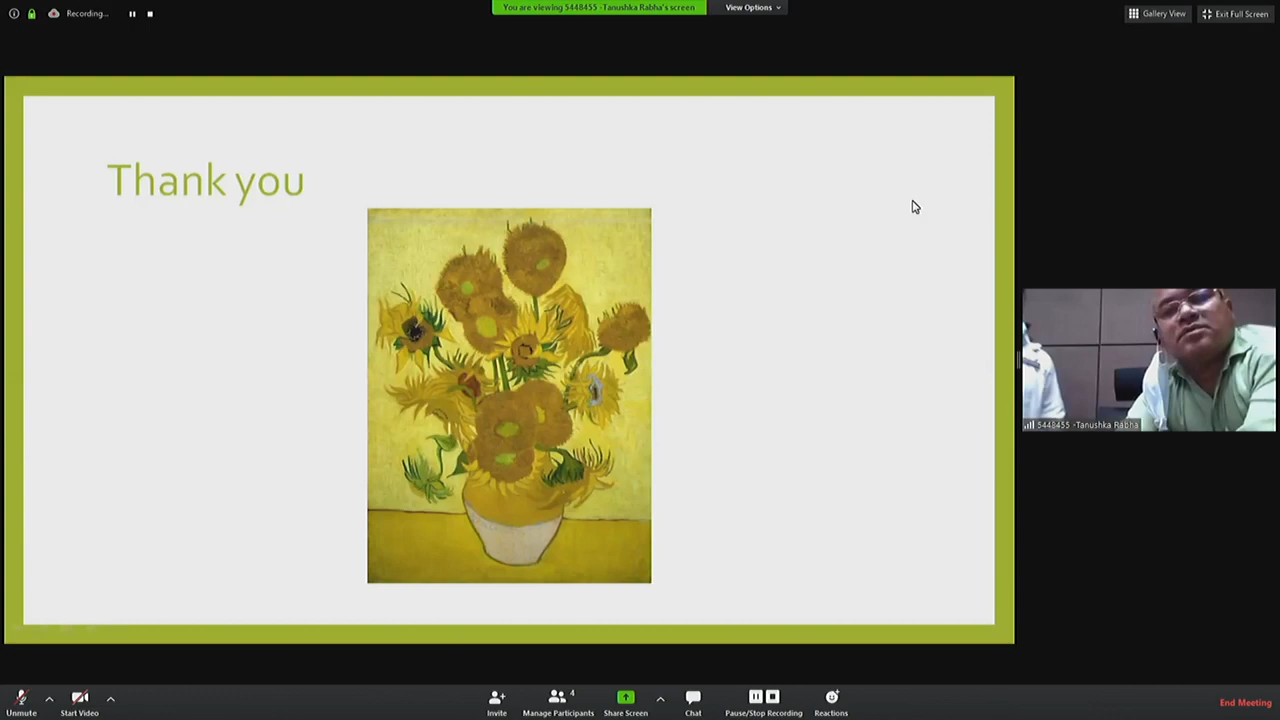 Recording...
You are viewing 5448455 -Tanushka Rabha's screen
View Options
Gallery View
Exit Full Screen
Thank you
5448455 -Tanushka Rabha
Unmute
Start Video
Invite
4
Manage Participants
Share Screen
Chat
Pause/Stop Recording
Reactions
End Meeting